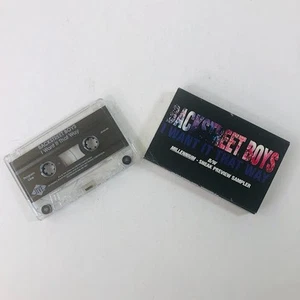 BACKSTREET BOYS
I Want It That Way
BACKSTREET BOYS
I WANT IT THAT WAY
B/W
MILLENNIUM - SNEAK PREVIEW SAMPLER